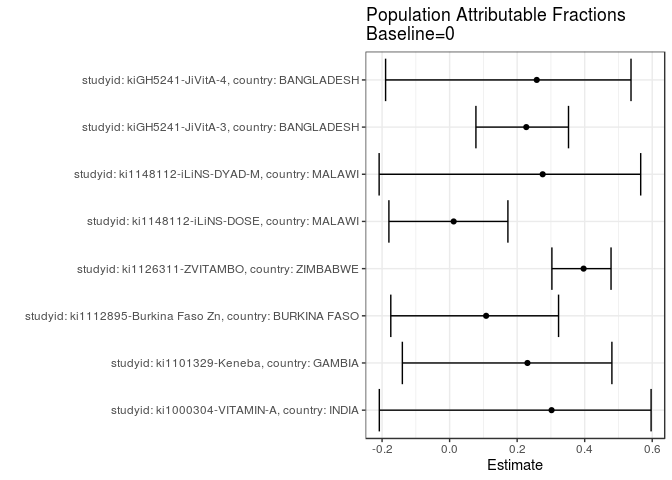 Population Attributable Fractions
Baseline=0
studyid: kiGH5241-JiVitA-4, country: BANGLADESH
studyid: kiGH5241-JiVitA-3, country: BANGLADESH
studyid: ki1148112-iLiNS-DYAD-M, country: MALAWI
studyid: ki1148112-iLiNS-DOSE, country: MALAWI
studyid: ki1126311-ZVITAMBO, country: ZIMBABWE
studyid: ki1112895-Burkina Faso Zn, country: BURKINA FASO
studyid: ki1101329-Keneba, country: GAMBIA
studyid: ki1000304-VITAMIN-A, country: INDIA
-0.2 0.0 0.2 0.4 0.6
Estimate